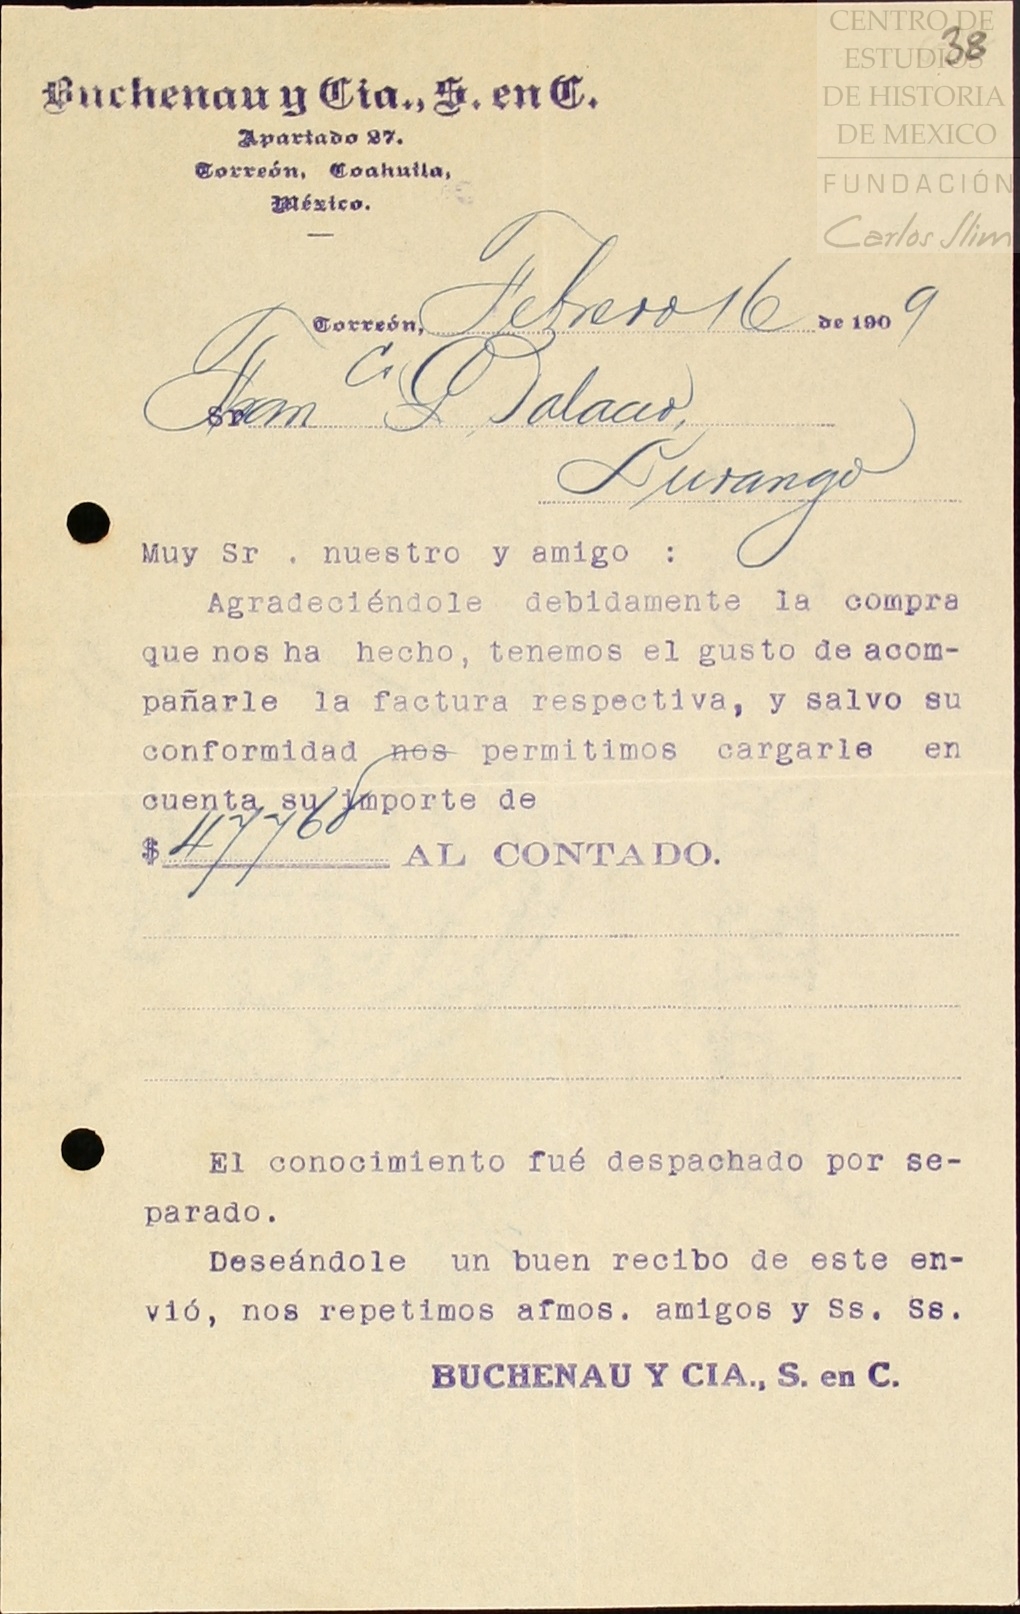 CENTRO DE
ESTUDIOS
DE HISTORIA
DE MEXICO
FUNDACIÓN
Carlos Slim
38
Buchenau y Cia., S. en C.
Apartado 27.
Torreón, Coahuila,
México.
Torreón, Febrero 16 de 1909
Sr Fran co G. Palacio,
Durango
Muy Sr . nuestro y amigo :
Agradeciéndole debidamente la compra
que nos ha hecho, tenemos el gusto de acom-
pañarle la factura respectiva, y salvo su
conformidad nos permitimos cargarle en
cuenta su importe de
$ 47768 AL CONTADO.
El conocimiento fué despachado por se-
parado.
Deseándole un buen recibo de este en-
vió, nos repetimos afmos. amigos y Ss. Ss.
BUCHENAU Y CIA., S. en C.